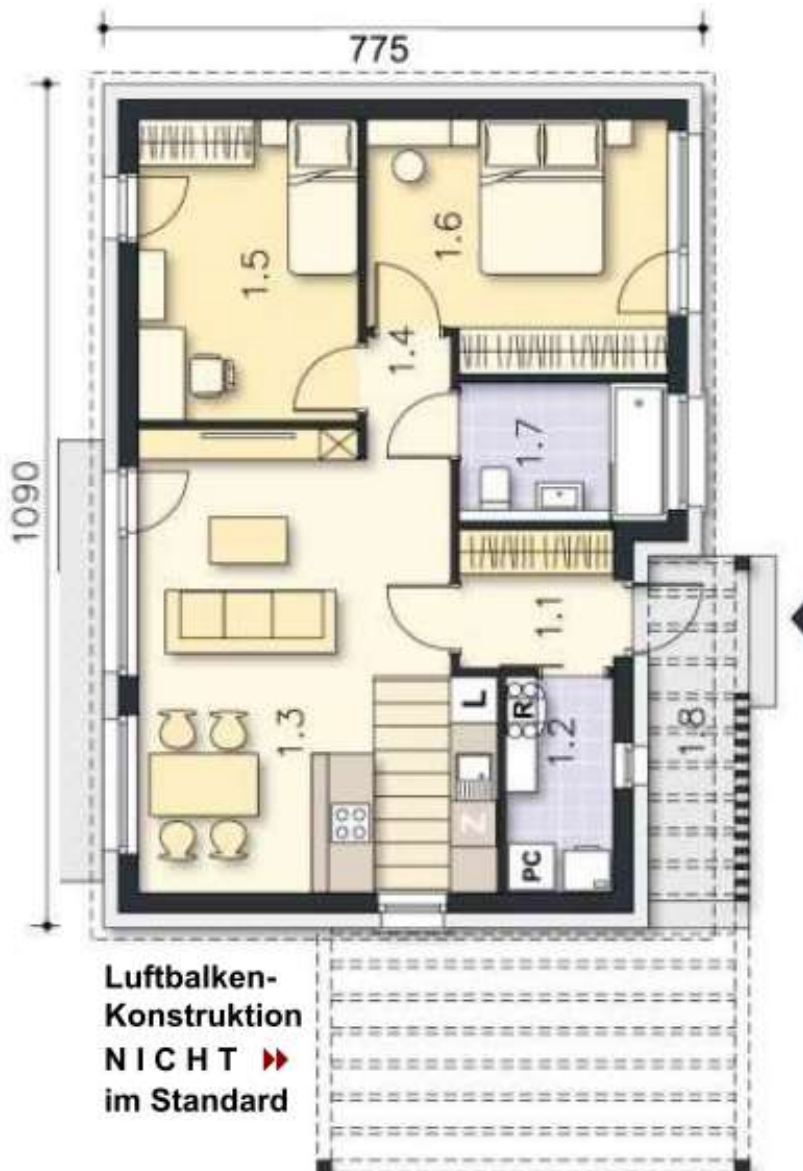 775
1090
1.6
1.5
1.4
1.7
1.1
L
R
1.3
1.2
1.8
Z
PC
Luftbalken-
Konstruktion
NICHT
im Standard